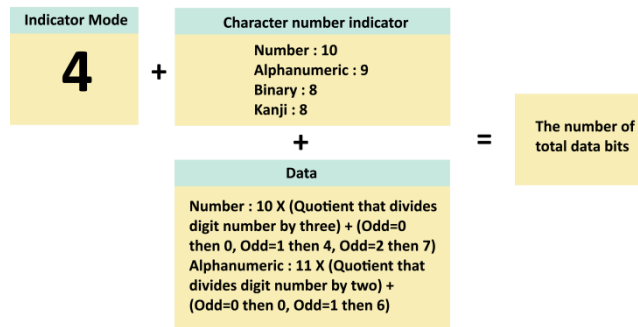 Indicator Mode
4
+
Character number indicator
Number : 10
Alphanumeric : 9
Binary : 8
Kanji : 8
+
Data
Number : 10 X (Quotient that divides
digit number by three) + (Odd=0
then 0, Odd=1 then 4, Odd=2 then 7)
Alphanumeric : 11 X (Quotient that
divides digit number by two) +
(Odd=0 then 0, Odd=1 then 6)
=
The number of
total data bits